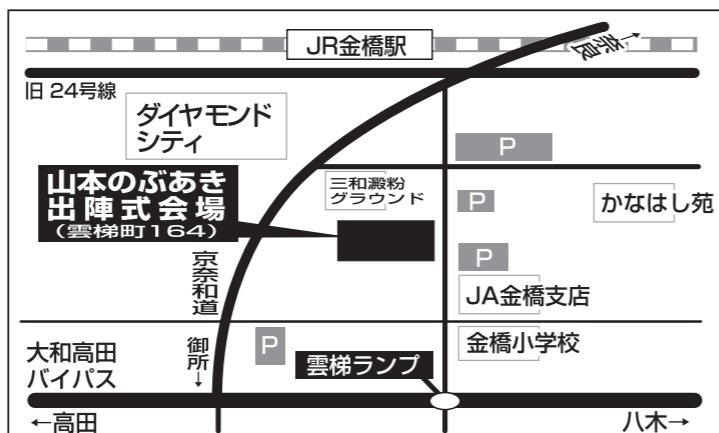 JR金橋駅
奈良→
旧24号線
ダイヤモンド
シティ
P
山本のぶあき
出陣式会場
(雲梯町164)
三和澱粉
グラウンド
P
かなはし苑
P
京奈和道
JA金橋支店
大和高田
バイパス
御所→
P
金橋小学校
雲梯ランプ
←高田
八木→